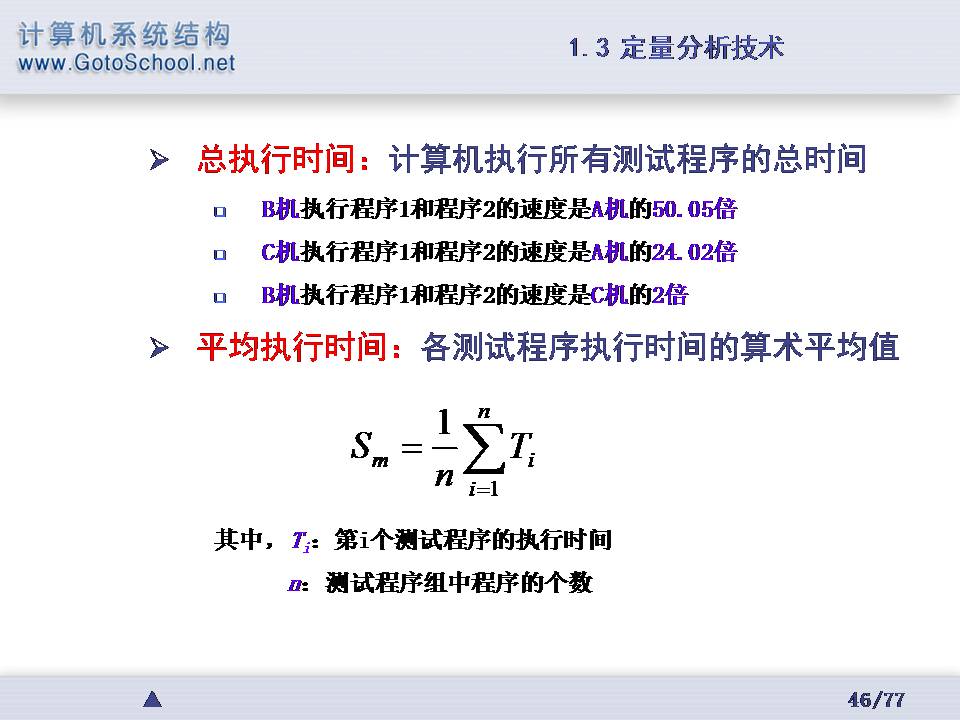 计算机系统结构
www.GotoSchool.net
1.3 定量分析技术
总执行时间：计算机执行所有测试程序的总时间
B机执行程序1和程序2的速度是A机的50.05倍
C机执行程序1和程序2的速度是A机的24.02倍
B机执行程序1和程序2的速度是C机的2倍
平均执行时间：各测试程序执行时间的算术平均值
S_m = \frac{1}{n} \sum_{i=1}^{n} T_i
其中，T_i：第i个测试程序的执行时间
n：测试程序组中程序的个数
46/77